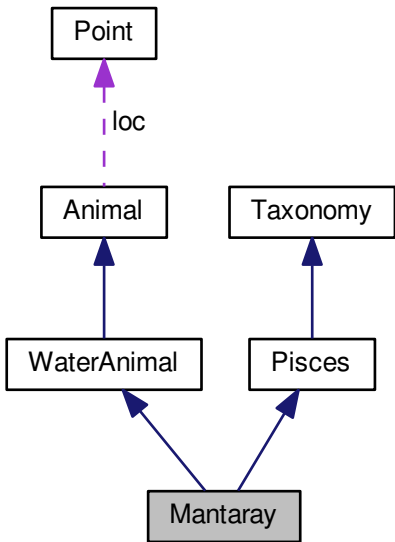 Point
loc
Animal
Taxonomy
WaterAnimal
Pisces
Mantaray